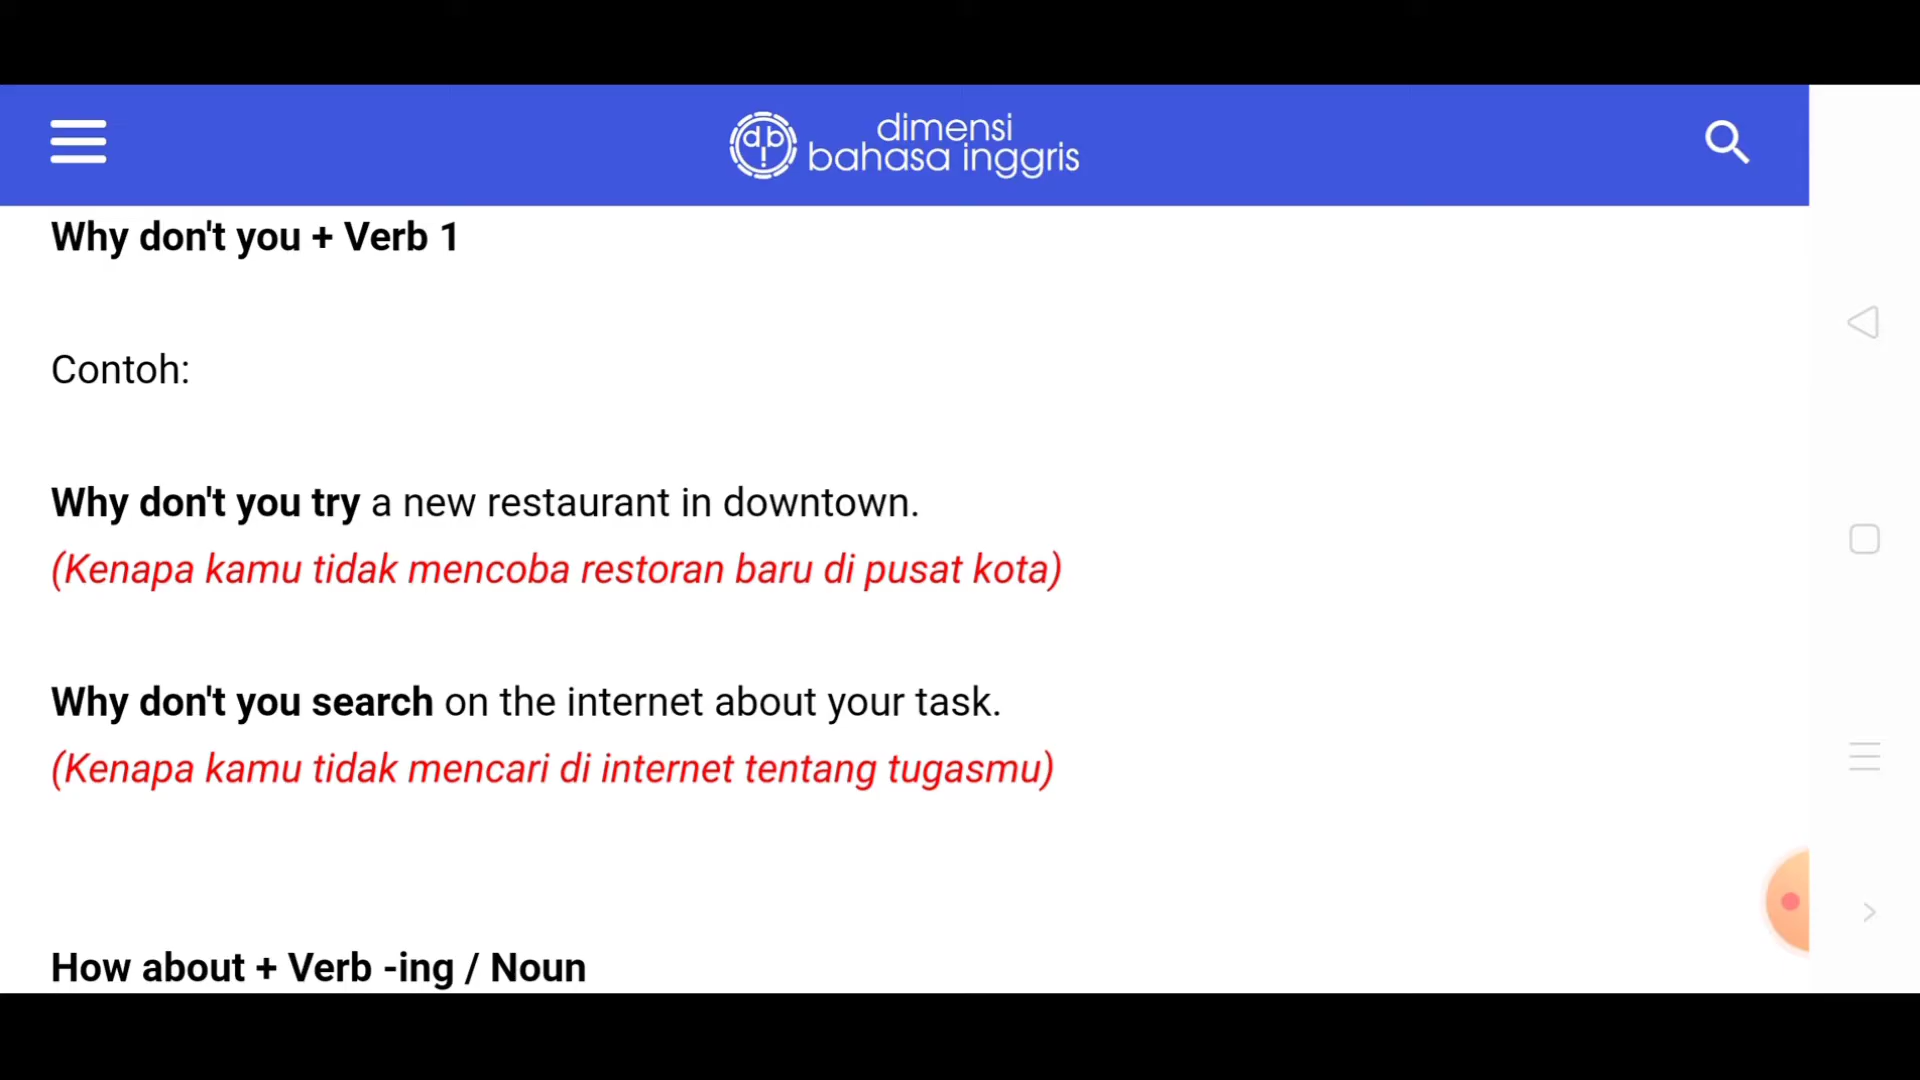 dimensi
bahasa inggris
Why don't you + Verb 1
Contoh:
Why don't you try a new restaurant in downtown.
(Kenapa kamu tidak mencoba restoran baru di pusat kota)
Why don't you search on the internet about your task.
(Kenapa kamu tidak mencari di internet tentang tugasmu)
How about + Verb -ing / Noun